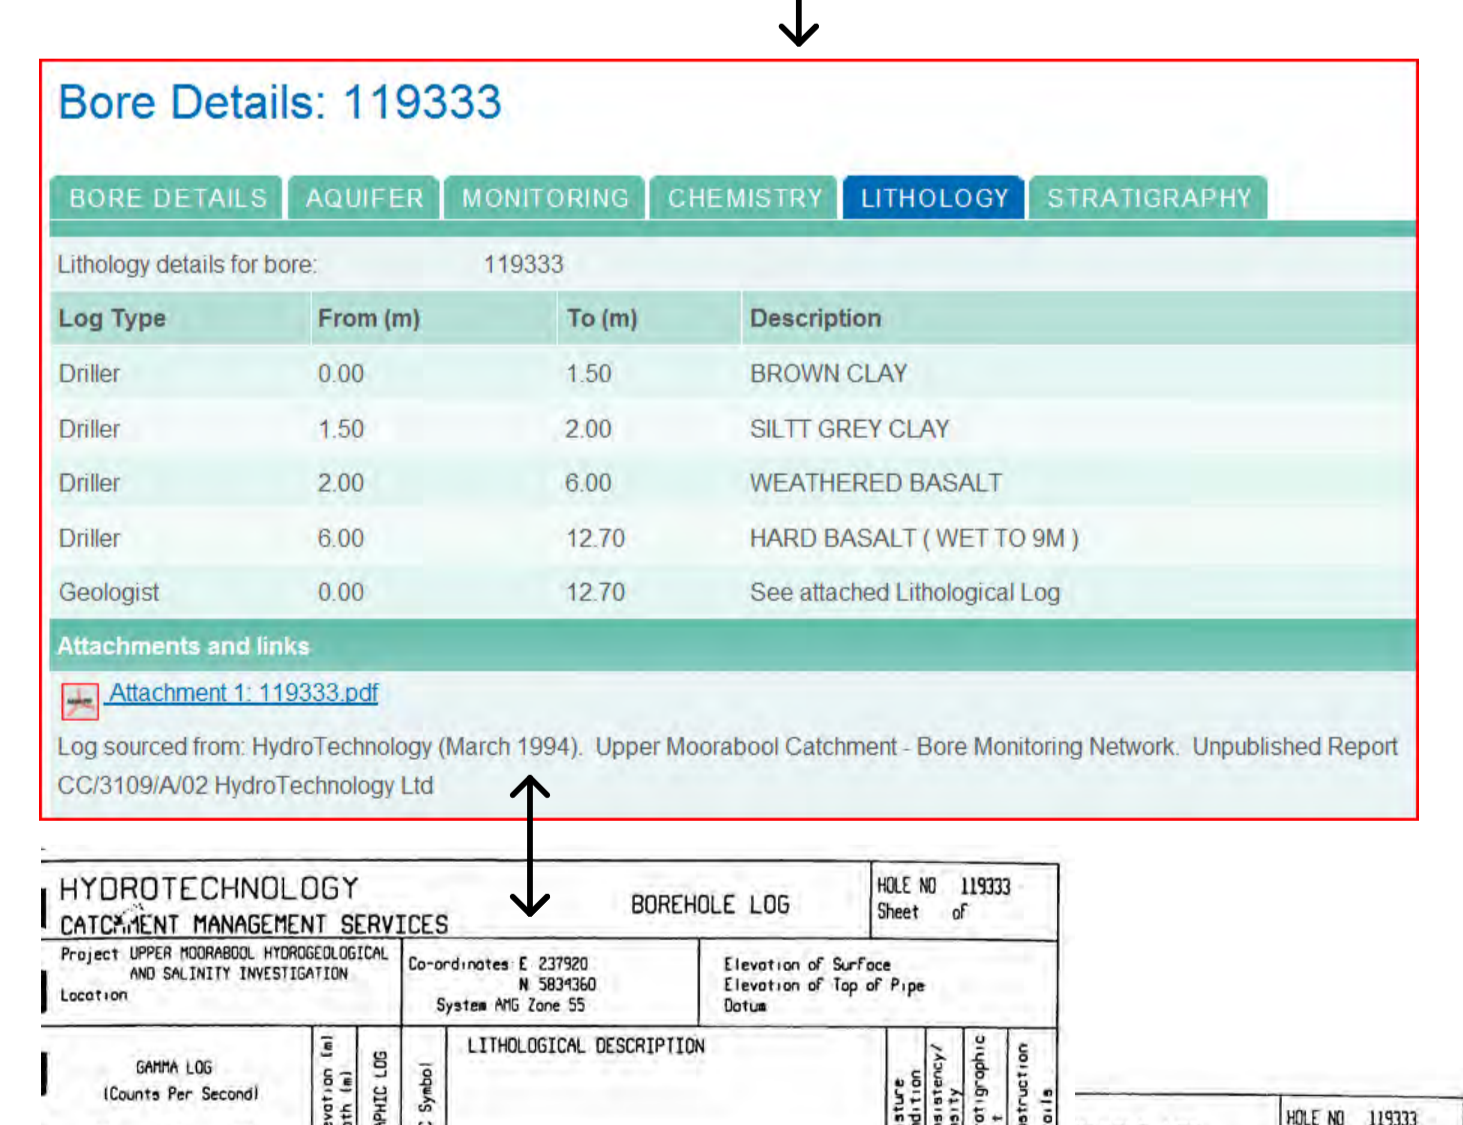 Bore Details: 119333
BORE DETAILS AQUIFER MONITORING CHEMISTRY LITHOLOGY STRATIGRAPHY
Lithology details for bore: 119333
Log Type From (m) To (m) Description
Driller 0.00 1.50 BROWN CLAY
Driller 1.50 2.00 SILTT GREY CLAY
Driller 2.00 6.00 WEATHERED BASALT
Driller 6.00 12.70 HARD BASALT ( WET TO 9M )
Geologist 0.00 12.70 See attached Lithological Log
Attachments and links
Attachment 1: 119333.pdf
Log sourced from: HydroTechnology (March 1994). Upper Moorabool Catchment - Bore Monitoring Network. Unpublished Report
CC/3109/A/02 HydroTechnology Ltd
HYDROTECHNOLOGY
CATCHMENT MANAGEMENT SERVICES
BOREHOLE LOG
HOLE NO 119333
Sheet of
Project UPPER MOORABOOL HYDROGEOLOGICAL
AND SALINITY INVESTIGATION
Location
Co-ordinates E 237920
N 5834360
System AMG Zone 55
Elevation of Surface
Elevation of Top of Pipe
Datum
GAMMA LOG
(Counts Per Second)
LITHOLOGICAL DESCRIPTION
Symbol
LOG
HOLE NO 119333